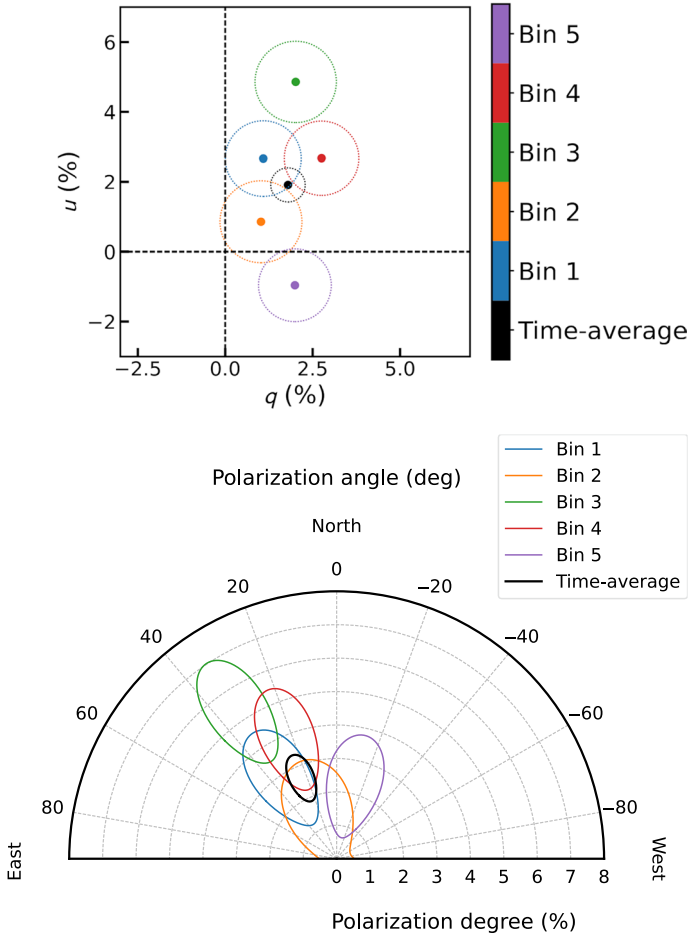 6
4
2
0
−2
u (%)
−2.5
0.0
2.5
5.0
q (%)
Bin 5
Bin 4
Bin 3
Bin 2
Bin 1
Time-average
Bin 1
Bin 2
Bin 3
Bin 4
Bin 5
Time-average
Polarization angle (deg)
North
0
20
−20
40
−40
60
−60
80
−80
East
West
0 1 2 3 4 5 6 7 8
Polarization degree (%)